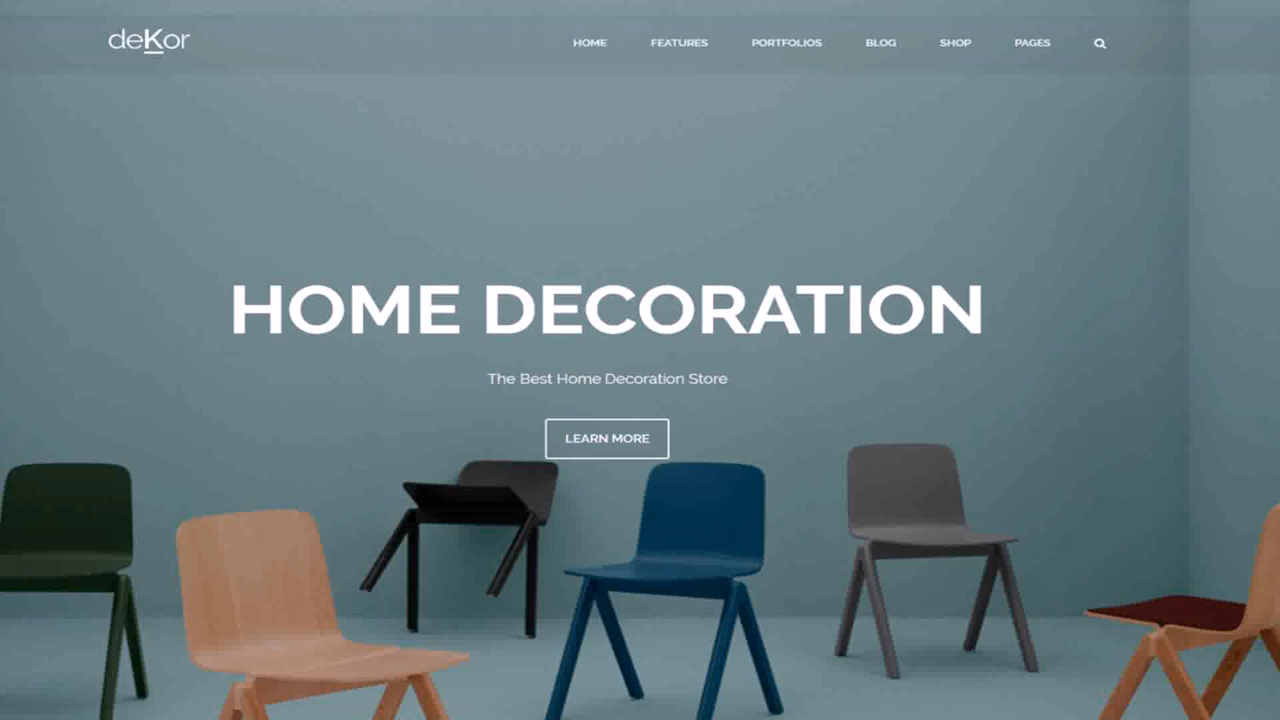 deKor
HOME FEATURES PORTFOLIOS BLOG SHOP PAGES
HOME DECORATION
The Best Home Decoration Store
LEARN MORE